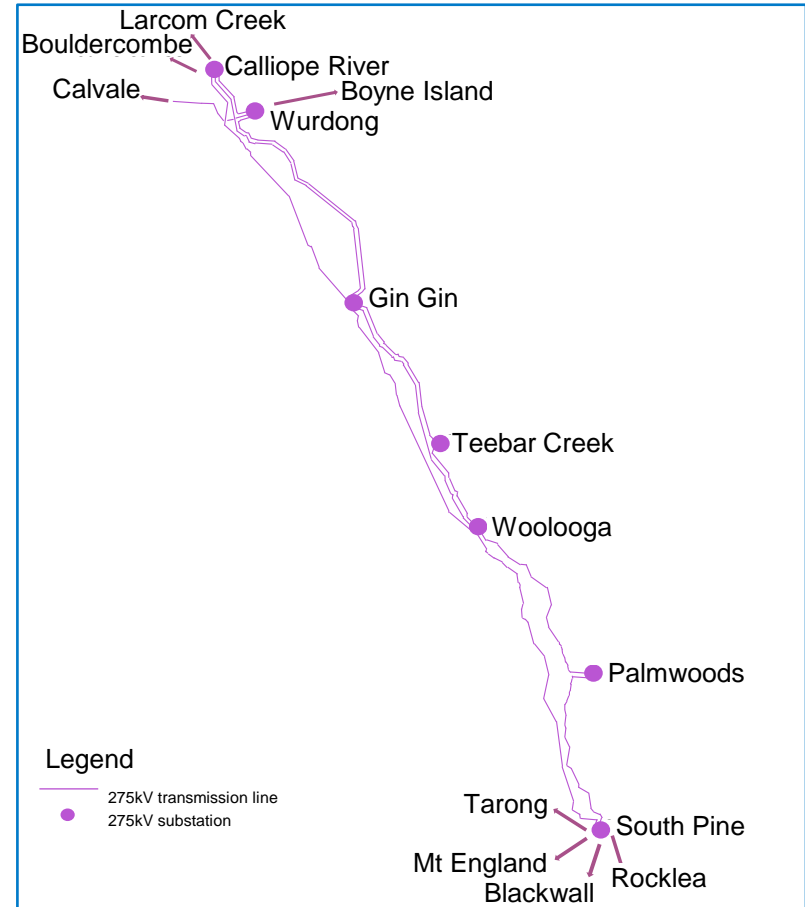 Larcom Creek
Bouldercombe
Calliope River
Calvale
Boyne Island
Wurdong
Gin Gin
Teebar Creek
Woolooga
Palmwoods
Legend
275kV transmission line
275kV substation
Tarong
South Pine
Mt England
Rocklea
Blackwall